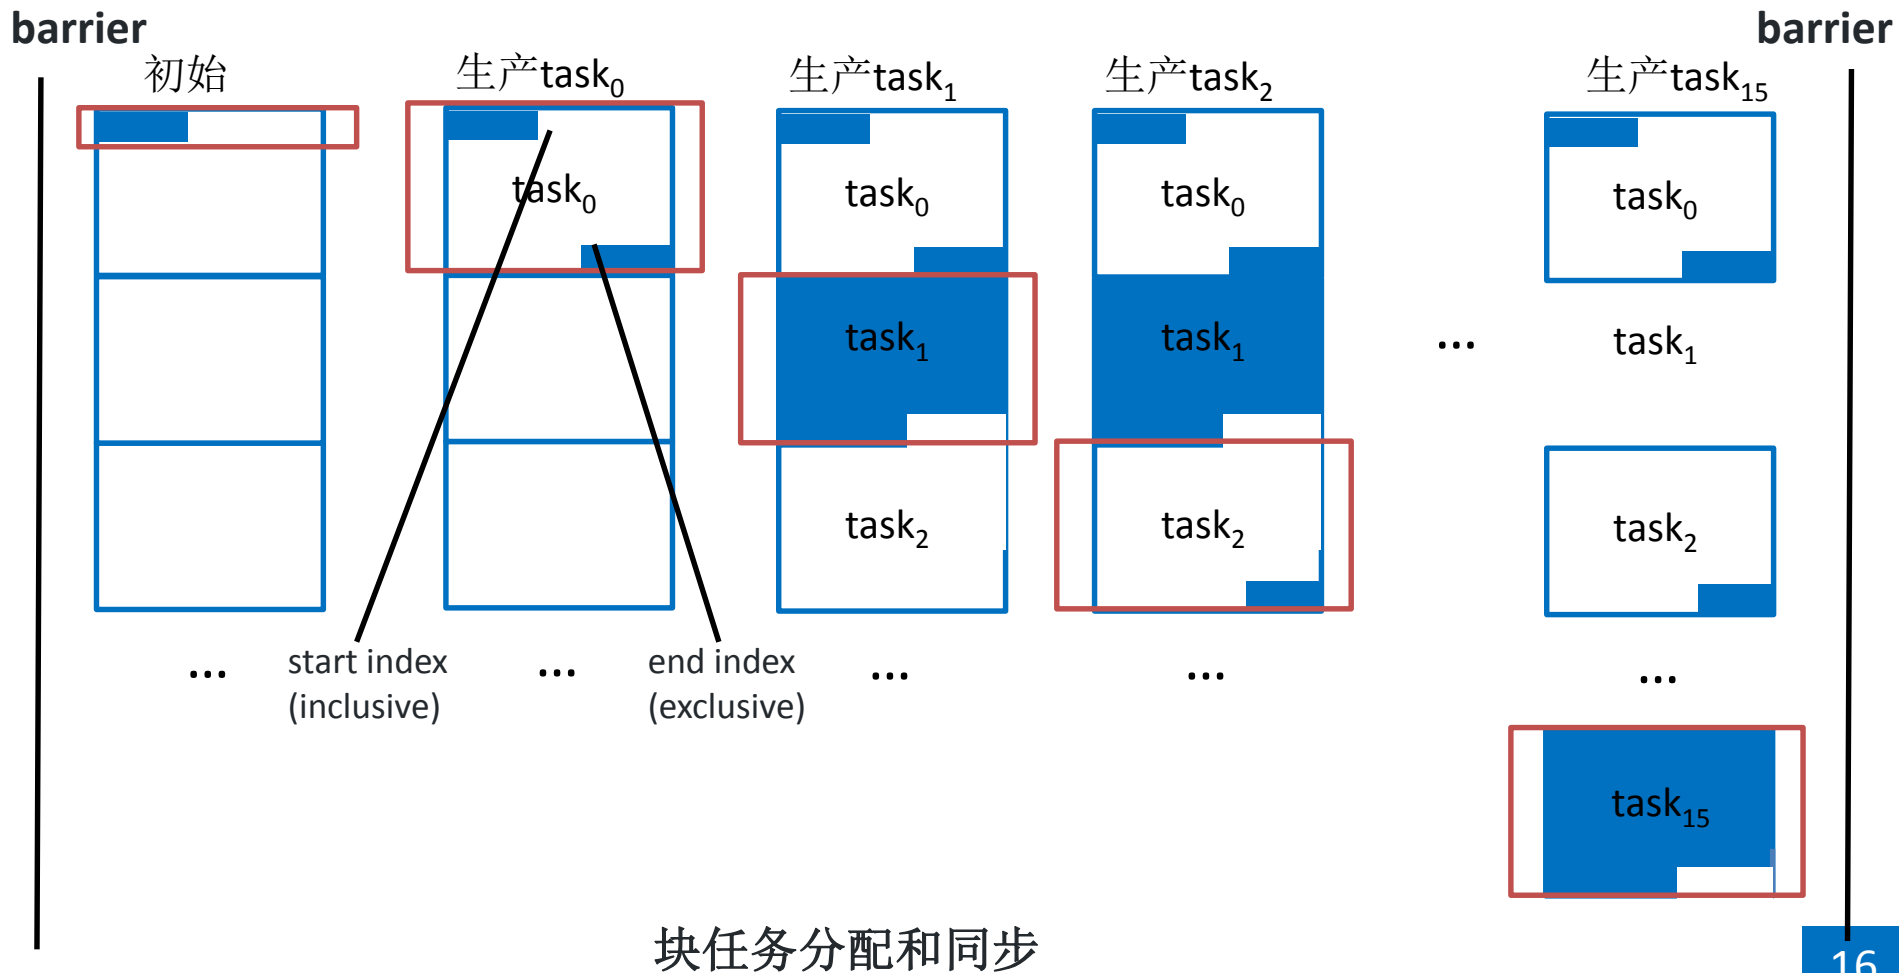 barrier
barrier
初始
生产task₀
生产task₁
生产task₂
生产task₁₅
task₀
task₀
task₀
task₀
task₁
task₁
...
task₁
task₂
task₂
task₂
...
start index
(inclusive)
...
end index
(exclusive)
...
...
...
task₁₅
块任务分配和同步
16